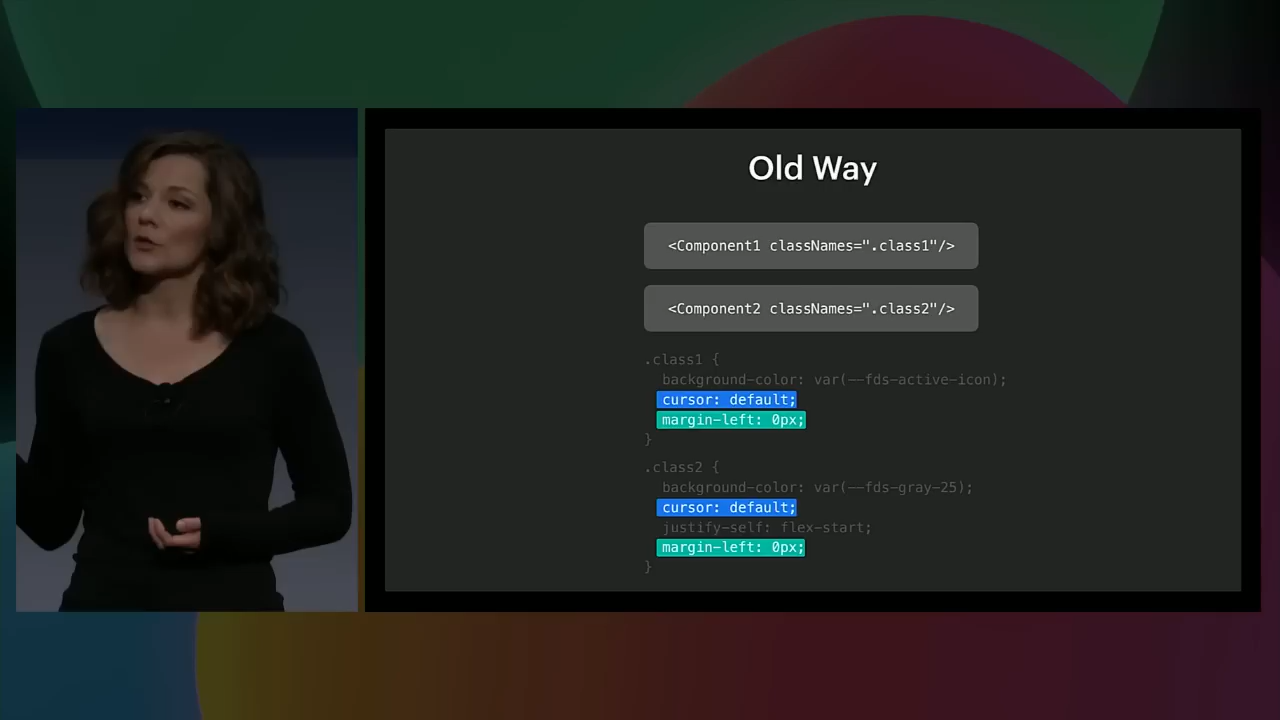 Old Way
<Component1 classNames=".class1"/>
<Component2 classNames=".class2"/>
.class1 {
background-color: var(--fds-active-icon);
cursor: default;
margin-left: 0px;
}
.class2 {
background-color: var(--fds-gray-25);
cursor: default;
justify-self: flex-start;
margin-left: 0px;
}